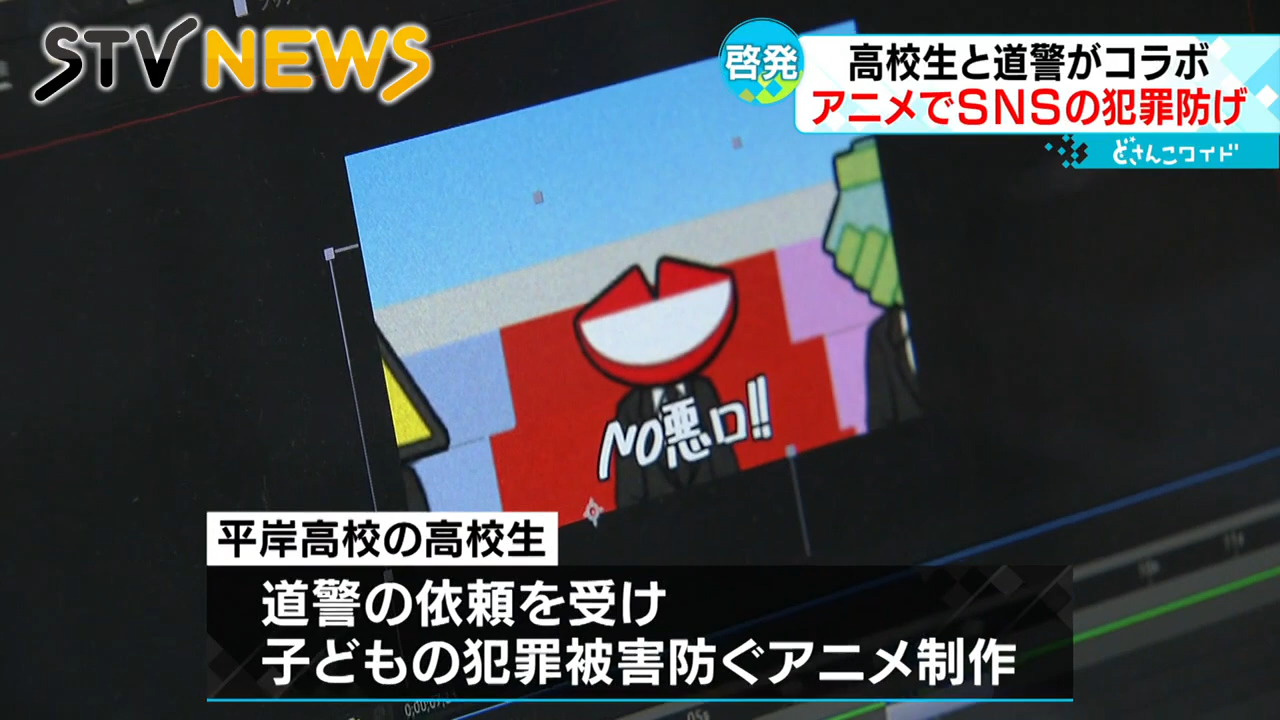 STV NEWS
啓発
高校生と道警がコラボ
アニメでSNSの犯罪防げ
どさんこワイド
NO悪口!!
平岸高校の高校生
道警の依頼を受け
子どもの犯罪被害防ぐアニメ制作